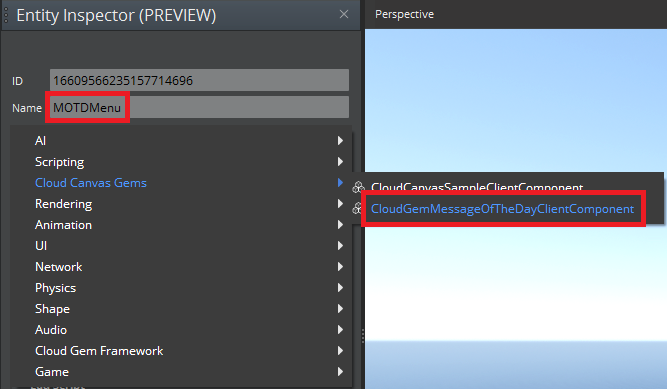 Entity Inspector (PREVIEW)
Perspective
ID 16609566235157714696
Name MOTDMenu
AI
Scripting
Cloud Canvas Gems
CloudCanvasSampleClientComponent
Rendering
CloudGemMessageOfTheDayClientComponent
Animation
UI
Network
Physics
Shape
Audio
Cloud Gem Framework
Game